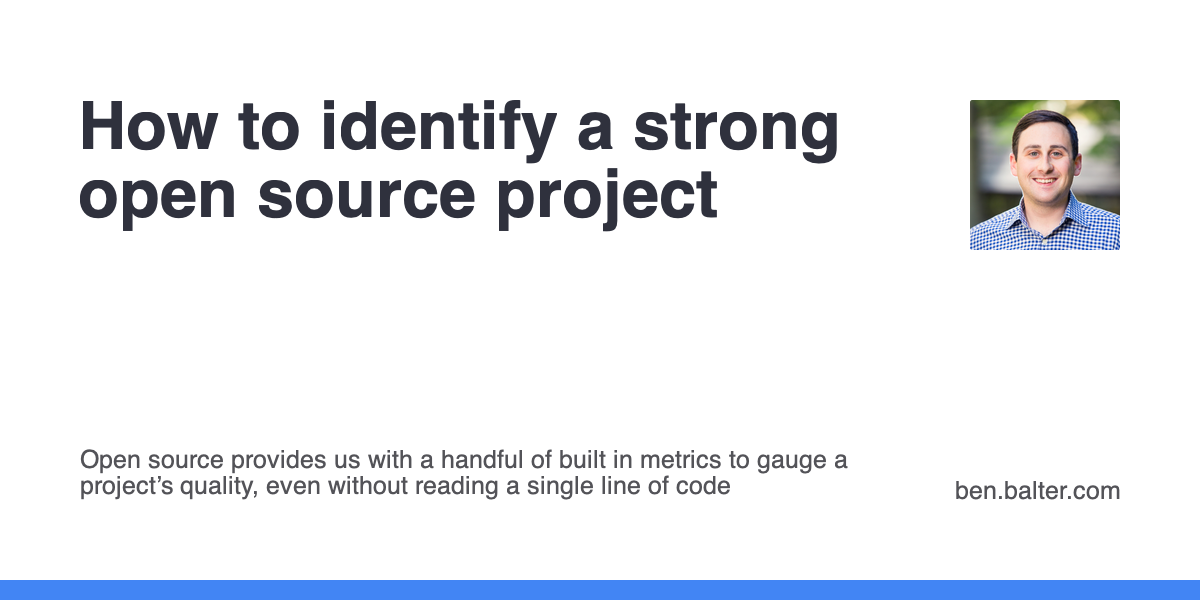 How to identify a strong
open source project
Open source provides us with a handful of built in metrics to gauge a
project’s quality, even without reading a single line of code
ben.balter.com